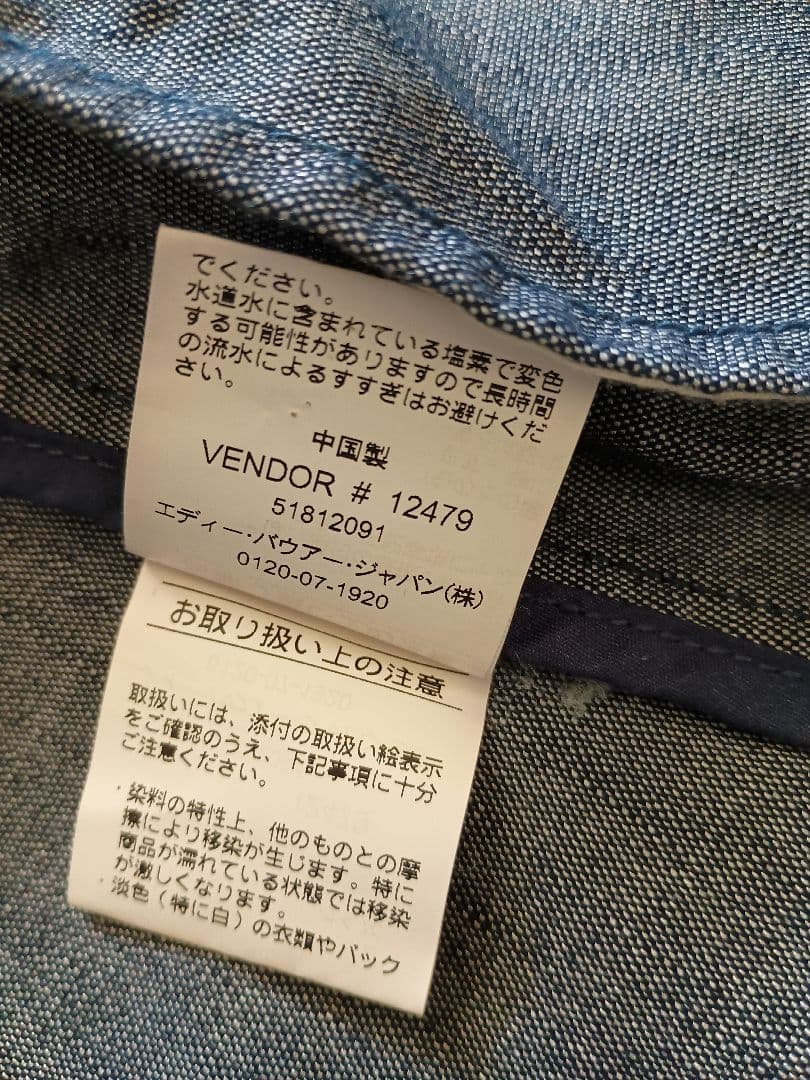 でください。
水道水に含まれている塩素で変色
する可能性がありますので長時間
の流水によるすすぎはお避けくだ
さい。
中国製
VENDOR # 12479
51812091
エディー・バウアー・ジャパン(株)
0120-07-1920
お取り扱い上の注意
取扱いには、添付の取扱い絵表示
をご確認のうえ、下記事項に十分
ご注意ください。
・染料の特性上、他のものとの摩
擦により移染が生じます。特に
商品が濡れている状態では移染
が激しくなります。
・淡色(特に白)の衣類やバック